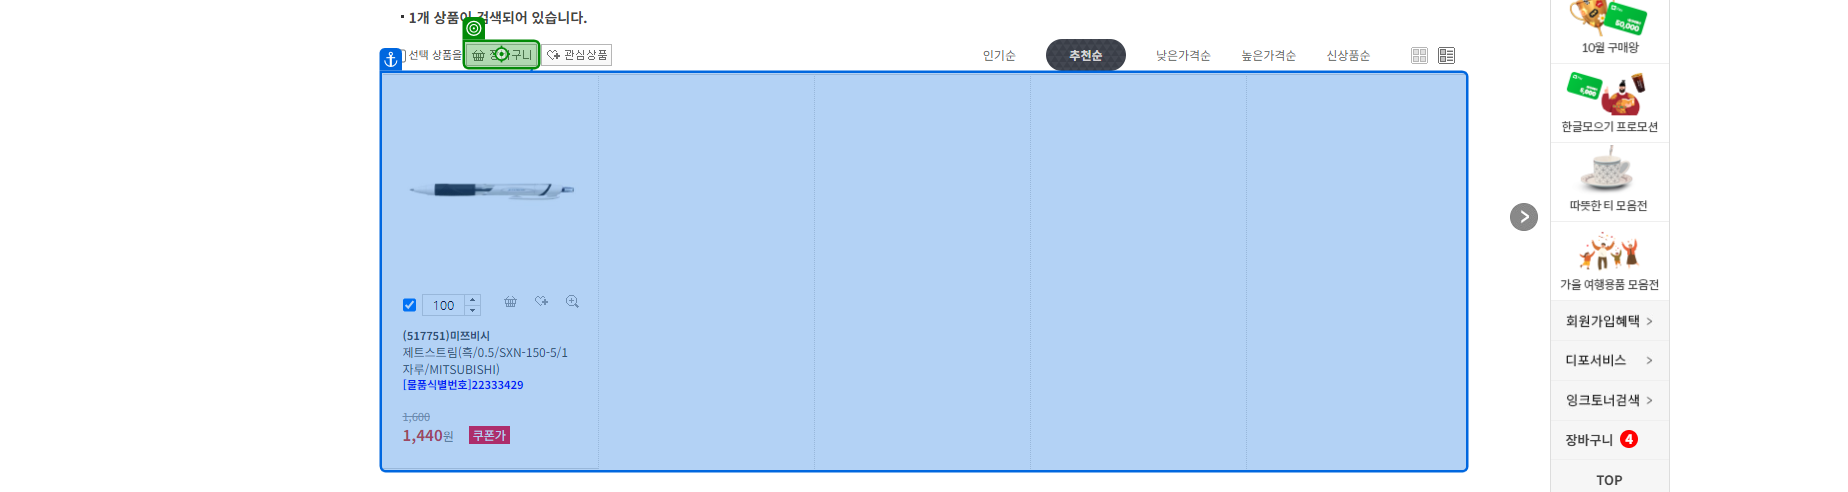 1개 상품이 검색되어 있습니다.
선택 상품을 장바구니 관심상품
인기순 추천순 낮은가격순 높은가격순 신상품순
100
(517751)미쯔비시
제트스트림(흑/0.5/SXN-150-5/1
자루/MITSUBISHI)
[물품식별번호]22333429
1,600
1,440원 쿠폰가
50,000
10월 구매왕
5,000
한글모으기 프로모션
따뜻한 티 모음전
가을 여행용품 모음전
회원가입혜택 >
디포서비스 >
잉크토너검색 >
장바구니 4
TOP